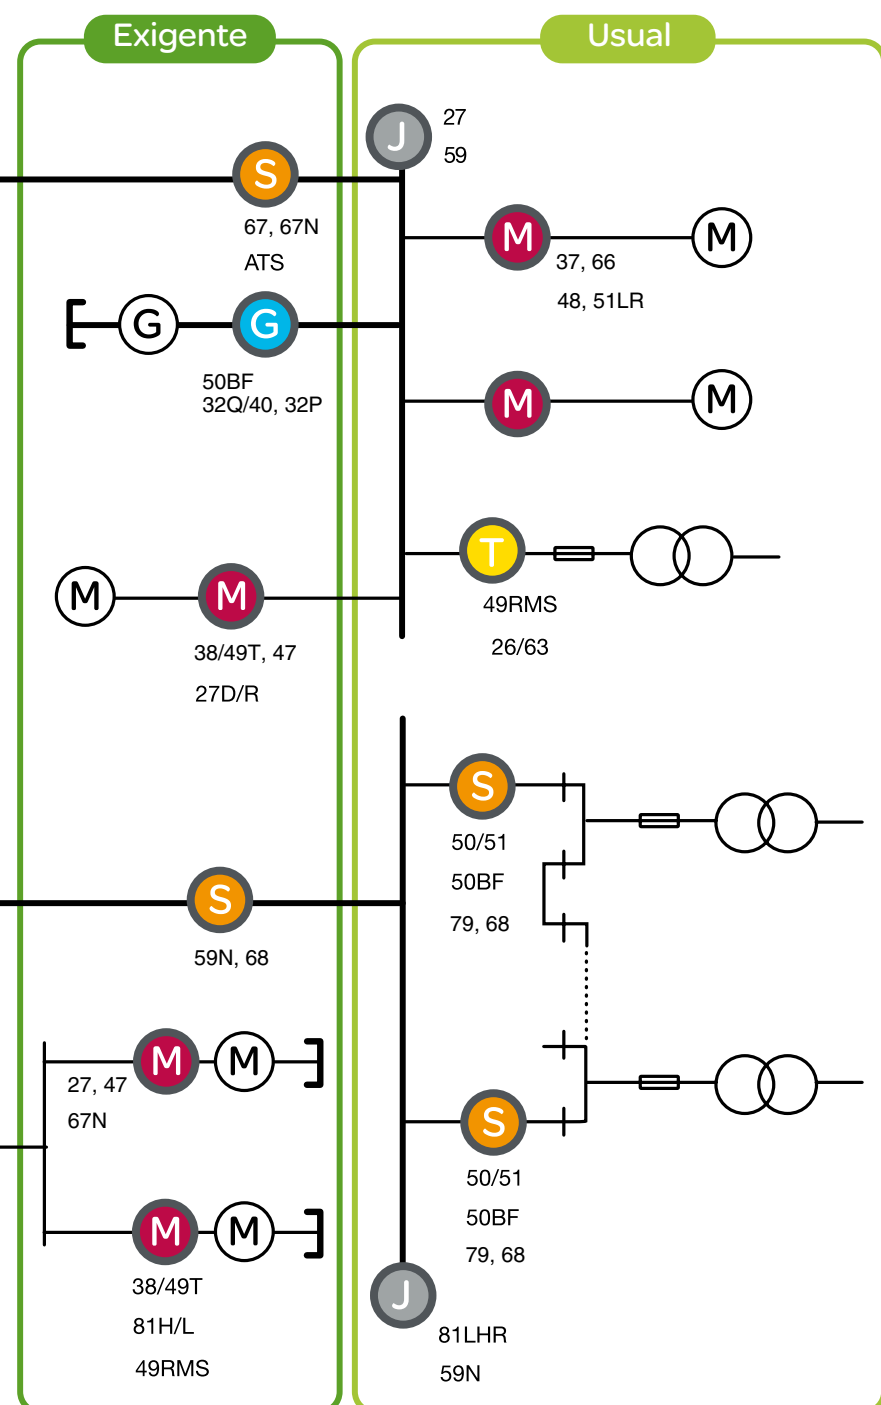 Exigente
Usual
J
27
59
S
67, 67N
ATS
M
M
37, 66
48, 51LR
G
G
50BF
32Q/40, 32P
M
M
T
49RMS
26/63
M
M
38/49T, 47
27D/R
S
50/51
50BF
79, 68
S
59N, 68
M
M
27, 47
67N
S
50/51
50BF
79, 68
M
M
38/49T
81H/L
49RMS
J
81LHR
59N